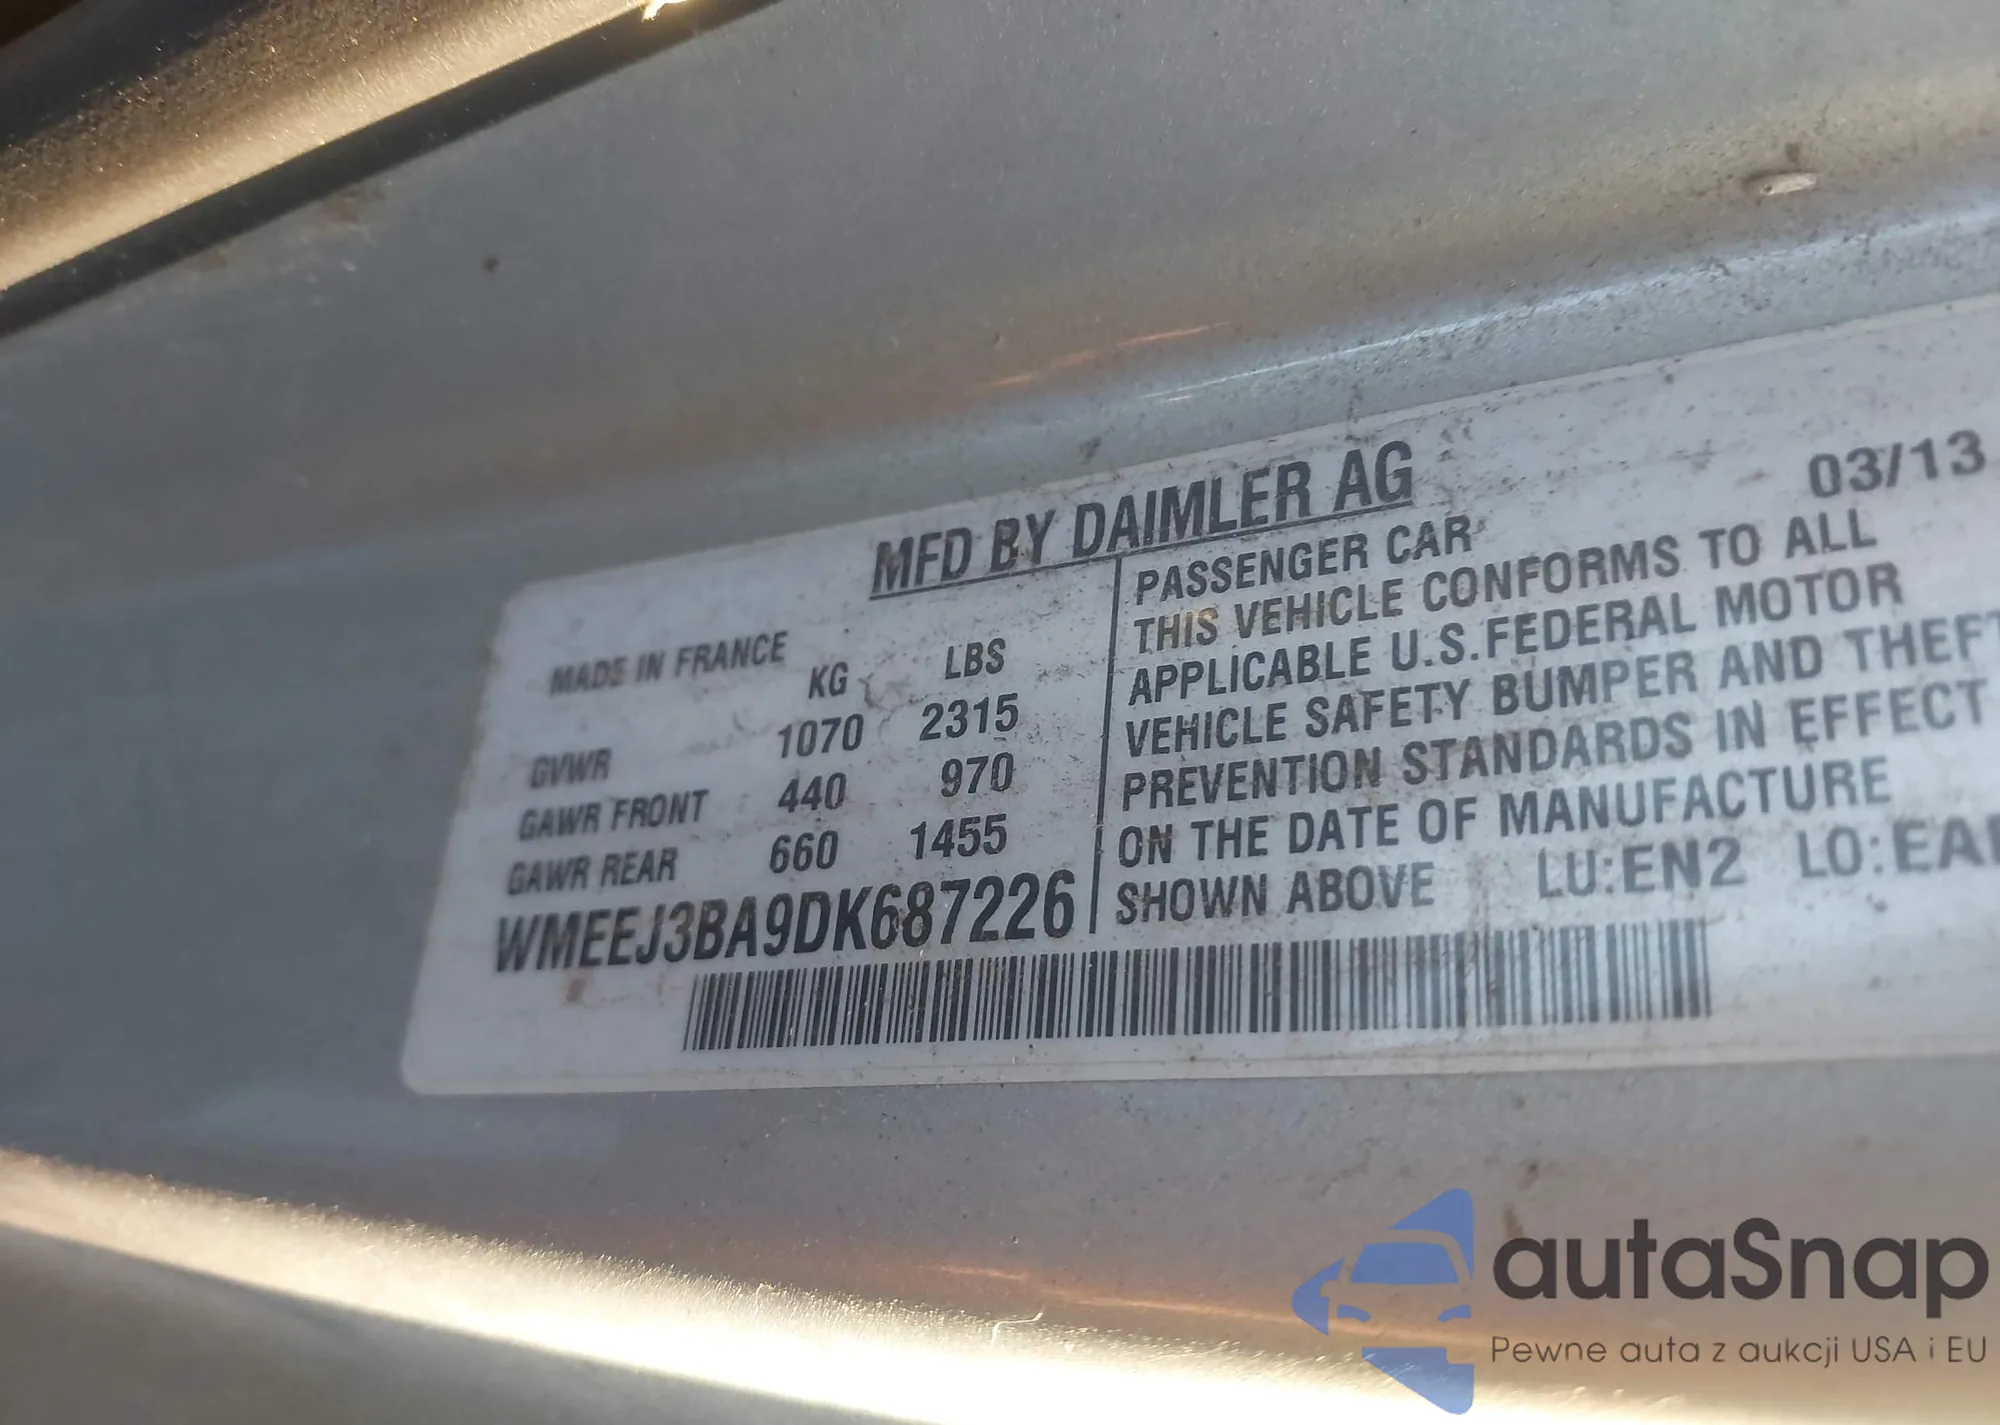 MFD BY DAIMLER AG
03/13
MADE IN FRANCE
KG LBS
GVWR 1070 2315
GAWR FRONT 440 970
GAWR REAR 660 1455
WMEEJ3BA9DK687226
PASSENGER CAR
THIS VEHICLE CONFORMS TO ALL
APPLICABLE U.S.FEDERAL MOTOR
VEHICLE SAFETY BUMPER AND THEFT
PREVENTION STANDARDS IN EFFECT
ON THE DATE OF MANUFACTURE
SHOWN ABOVE LU:EN2 LO:
autaSnap
Pewne auta z aukcji USA i EU